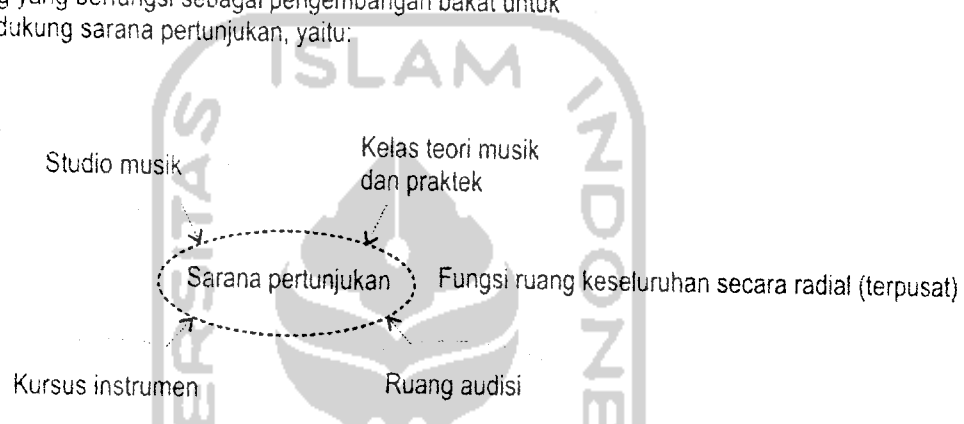 yang berfungsi sebagai pengembangan bakat untuk
dukung sarana pertunjukan, yaitu:
ISLAM
Studio musik
Kelas teori musik
dan praktek
Sarana pertunjukan
Fungsi ruang keseluruhan secara radial (terpusat)
Kursus instrumen
Ruang audisi